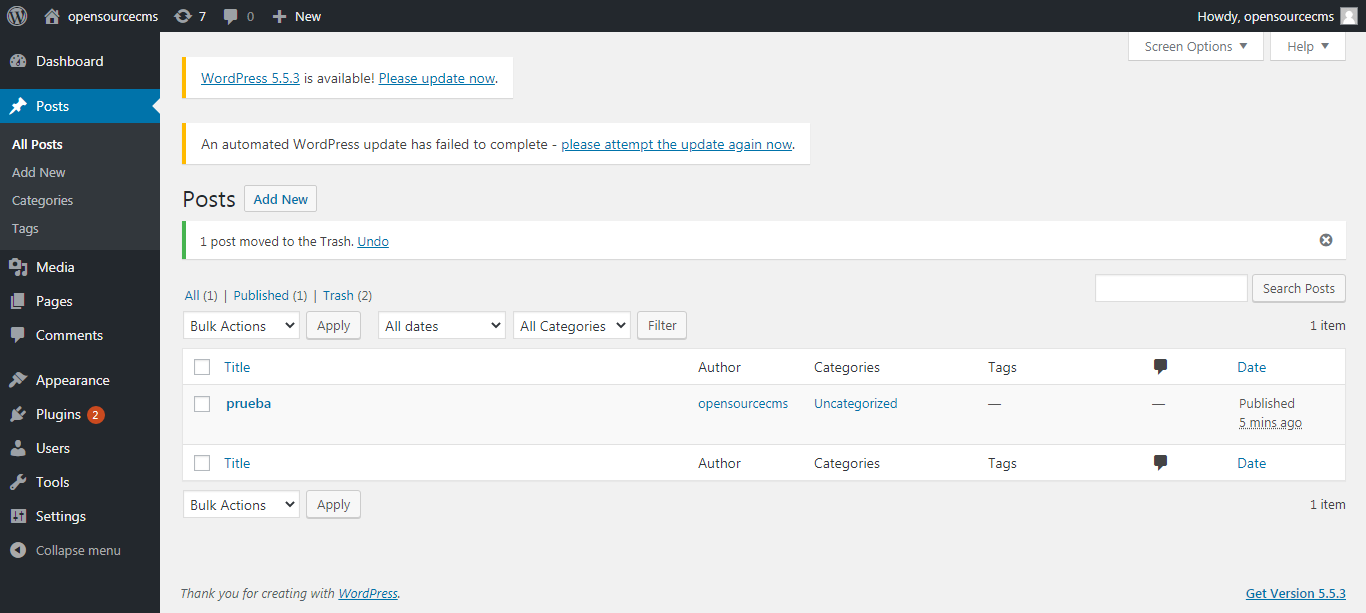 opensourcecms 7 0 New Howdy, opensourcecms
Screen Options Help
Dashboard
Posts
All Posts
Add New
Categories
Tags
Media
Pages
Comments
Appearance
Plugins 2
Users
Tools
Settings
Collapse menu
WordPress 5.5.3 is available! Please update now.
An automated WordPress update has failed to complete - please attempt the update again now.
Posts Add New
1 post moved to the Trash. Undo
All (1) | Published (1) | Trash (2) Search Posts
Bulk Actions Apply All dates All Categories Filter 1 item
Title Author Categories Tags Date
prueba opensourcecms Uncategorized — — Published
5 mins ago
Title Author Categories Tags Date
Bulk Actions Apply 1 item
Thank you for creating with WordPress. Get Version 5.5.3